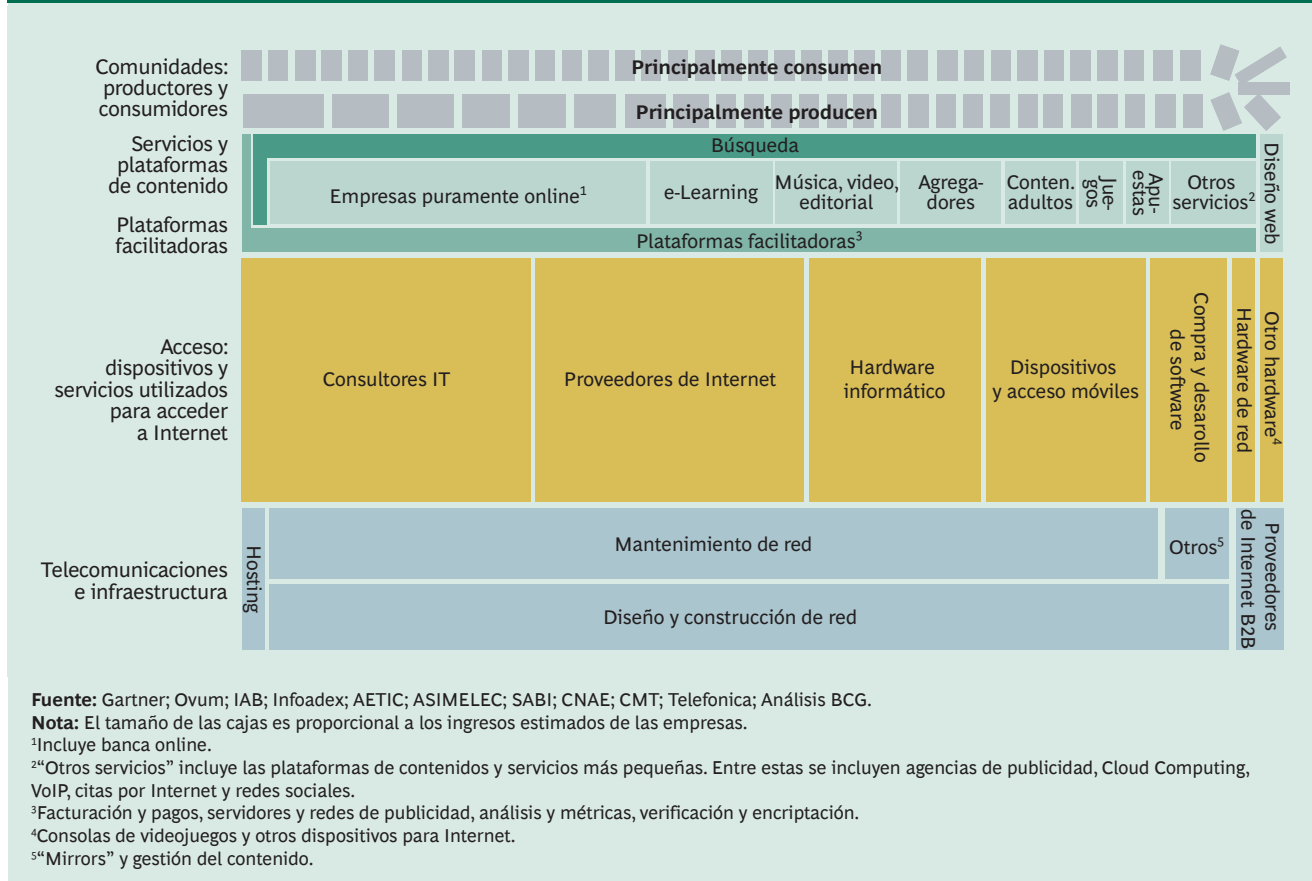 Comunidades:
productores y
consumidores
Principalmente consumen
Principalmente producen
Servicios y
plataformas
de contenido
Búsqueda
Empresas puramente online¹
e-Learning
Música, video,
editorial
Agrega-
dores
Conten.
adultos
Jue-
gos
Apu-
estas
Otros
servicios²
Diseño web
Plataformas
facilitadoras
Plataformas facilitadoras³
Acceso:
dispositivos y
servicios utilizados
para acceder
a Internet
Consultores IT
Proveedores de Internet
Hardware
informático
Dispositivos
y acceso móviles
Compra y desarollo
de software
Hardware de red
Otro hardware⁴
Telecomunicaciones
e infraestructura
Hosting
Mantenimiento de red
Otros⁵
Diseño y construcción de red
Proveedores
de Internet B2B
Fuente: Gartner; Ovum; IAB; Infoadex; AETIC; ASIMELEC; SABI; CNAE; CMT; Telefonica; Análisis BCG.
Nota: El tamaño de las cajas es proporcional a los ingresos estimados de las empresas.
¹Incluye banca online.
²“Otros servicios” incluye las plataformas de contenidos y servicios más pequeñas. Entre estas se incluyen agencias de publicidad, Cloud Computing,
VoIP, citas por Internet y redes sociales.
³Facturación y pagos, servidores y redes de publicidad, análisis y métricas, verificación y encriptación.
⁴Consolas de videojuegos y otros dispositivos para Internet.
⁵“Mirrors” y gestión del contenido.